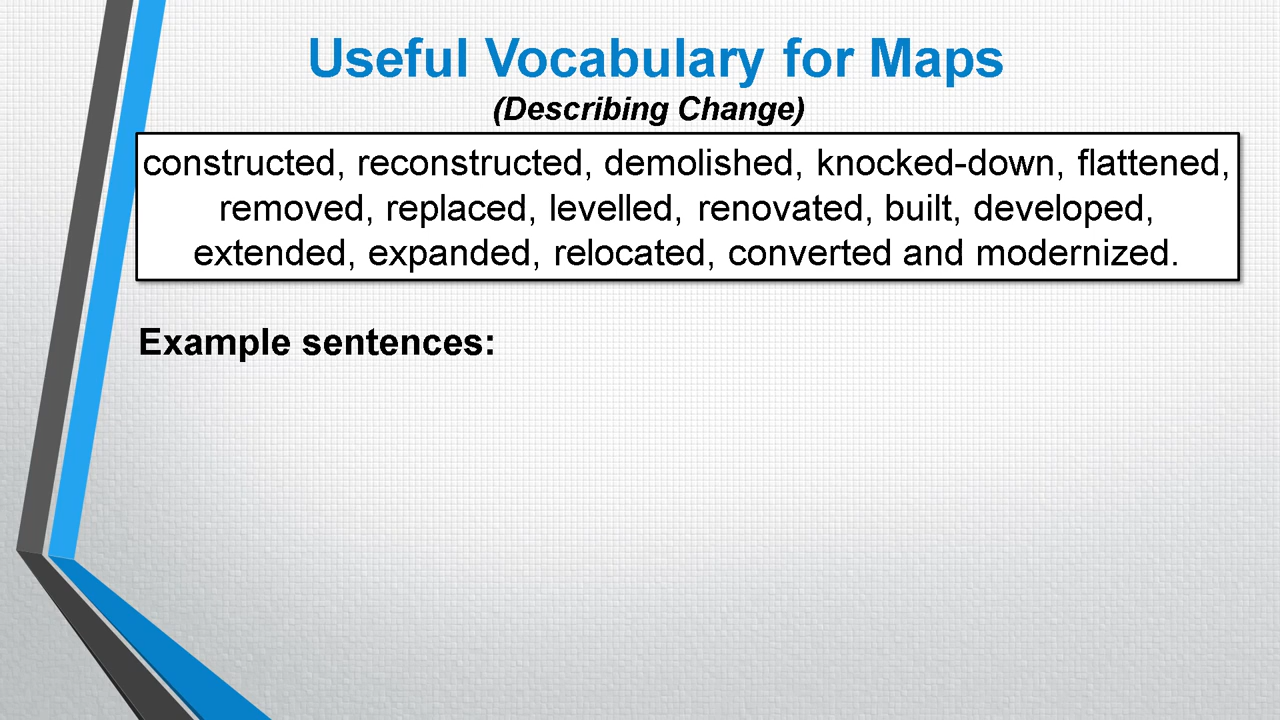 Useful Vocabulary for Maps
(Describing Change)
constructed, reconstructed, demolished, knocked-down, flattened,
removed, replaced, levelled, renovated, built, developed,
extended, expanded, relocated, converted and modernized.
Example sentences: